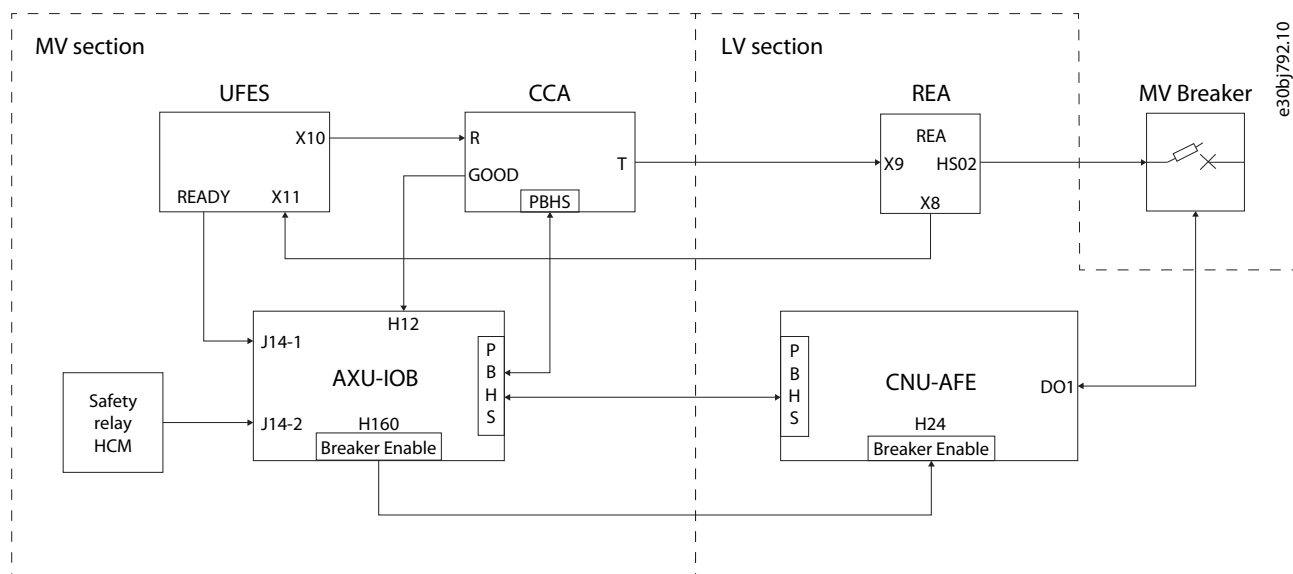 MV section
LV section
e30bj792.10
UFES
CCA
REA
MV Breaker
X10
R
REA
GOOD
T
X9
HS02
READY
X11
PBHS
X8
H12
J14-1
P
B
H
S
AXU-IOB
P
B
H
S
CNU-AFE
DO1
Safety
relay
HCM
J14-2
H160
H24
Breaker Enable
Breaker Enable